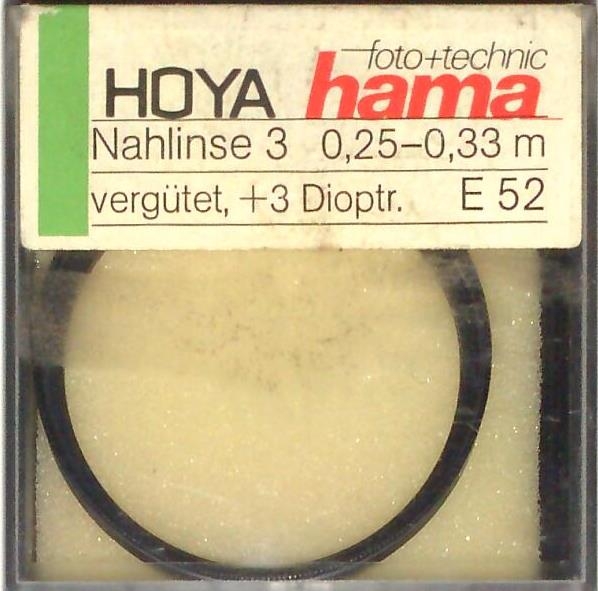 foto+technic
HOYA hama
Nahlinse 3 0,25–0,33 m
vergütet, +3 Dioptr. E 52